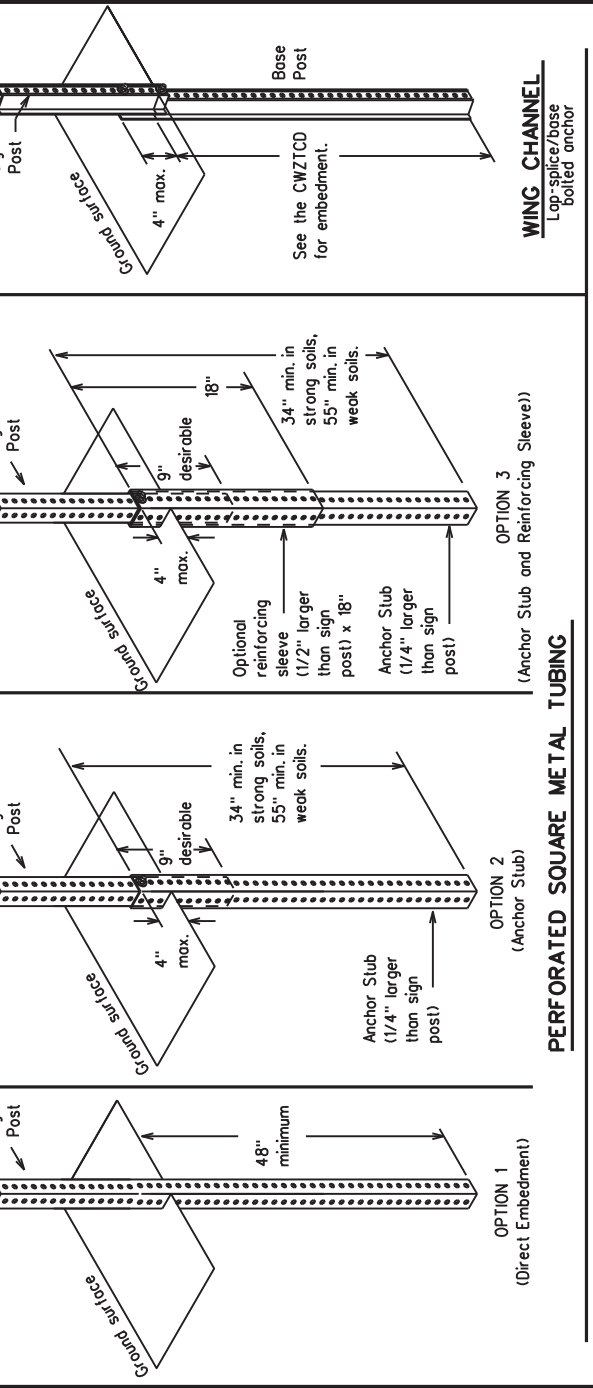 Post
Ground surface
48"
minimum
OPTION 1
(Direct Embedment)
Post
Ground surface
4"
max.
9"
desirable
34" min. in
strong soils,
55" min. in
weak soils.
Anchor Stub
(1/4" larger
than sign
post)
OPTION 2
(Anchor Stub)
Post
Ground surface
4"
max.
9"
desirable
18"
34" min. in
strong soils,
55" min. in
weak soils.
Optional
reinforcing
sleeve
(1/2" larger
than sign
post) x 18"
Anchor Stub
(1/4" larger
than sign
post)
OPTION 3
(Anchor Stub and Reinforcing Sleeve))
PERFORATED SQUARE METAL TUBING
Post
Ground surface
4" max.
See the CWZTCD
for embedment.
Base
Post
WING CHANNEL
Lap-splice/base
bolted anchor